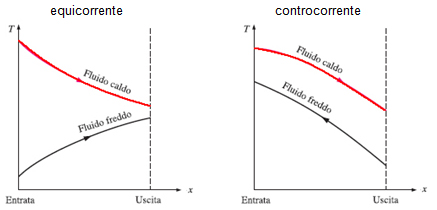 equicorrente
T
Fluido caldo
Fluido freddo
x
Entrata
Uscita
controcorrente
T
Fluido caldo
Fluido freddo
x
Entrata
Uscita